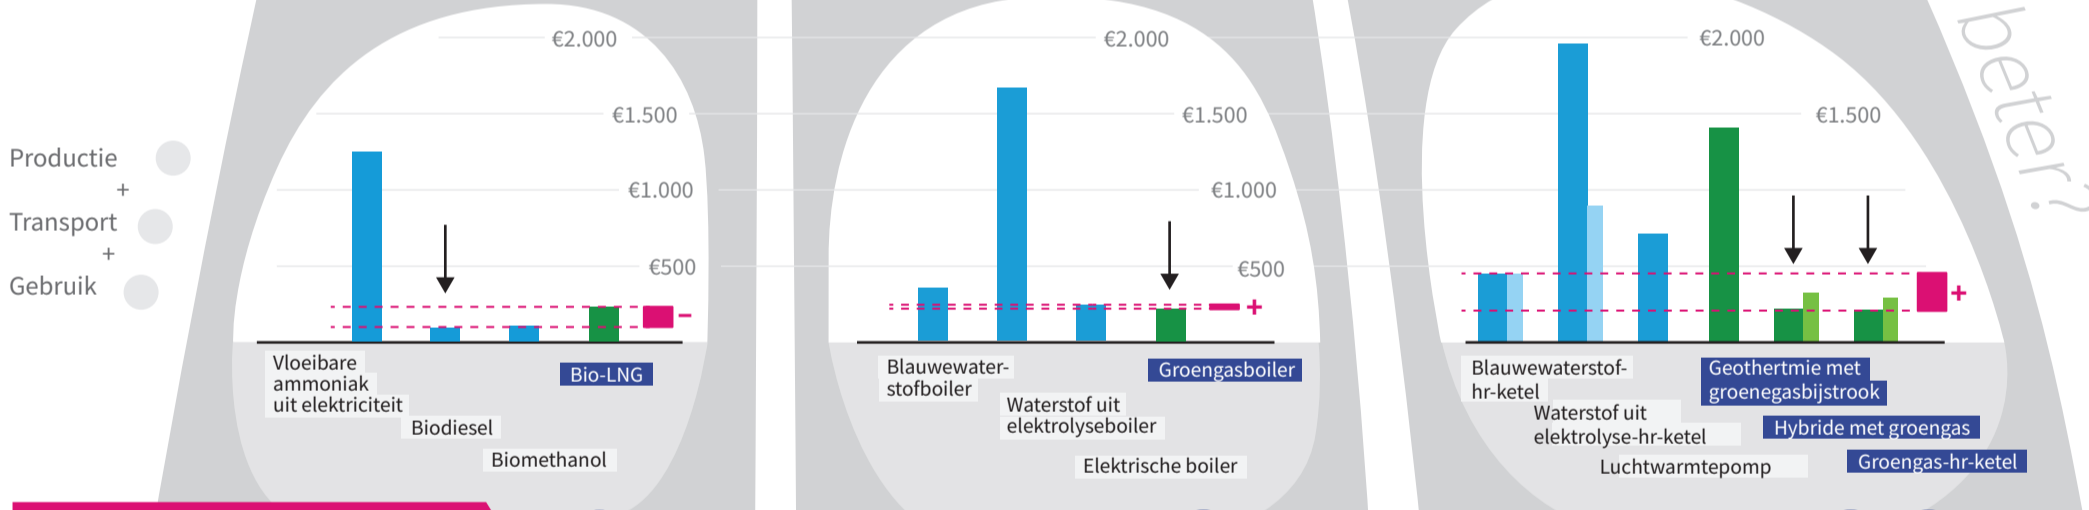 Productie
+
Transport
+
Gebruik
€2.000
€1.500
€1.000
€500
−
Vloeibare
ammoniak
uit elektriciteit
Biodiesel
Biomethanol
Bio-LNG
€2.000
€1.500
€1.000
€500
+
Blauwewater-
stofboiler
Waterstof uit
elektrolyseboiler
Elektrische boiler
Groengasboiler
€2.000
€1.500
+
Blauwewaterstof-
hr-ketel
Waterstof uit
elektrolyse-hr-ketel
Luchtwarmtepomp
Geothertmie met
groenegasbijstrook
Hybride met groengas
Groengas-hr-ketel
beter?